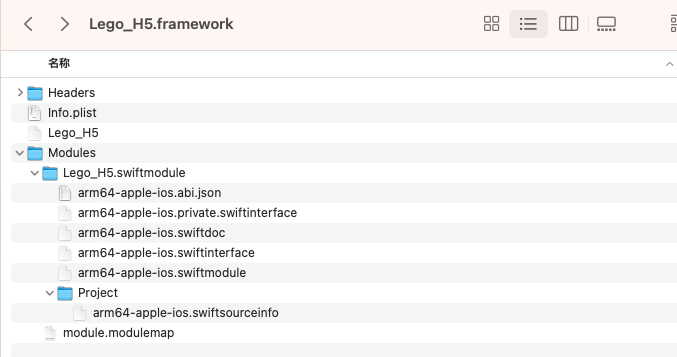 Lego_H5.framework
名称
Headers
Info.plist
Lego_H5
Modules
Lego_H5.swiftmodule
arm64-apple-ios.abi.json
arm64-apple-ios.private.swiftinterface
arm64-apple-ios.swiftdoc
arm64-apple-ios.swiftinterface
arm64-apple-ios.swiftmodule
Project
arm64-apple-ios.swiftsourceinfo
module.modulemap